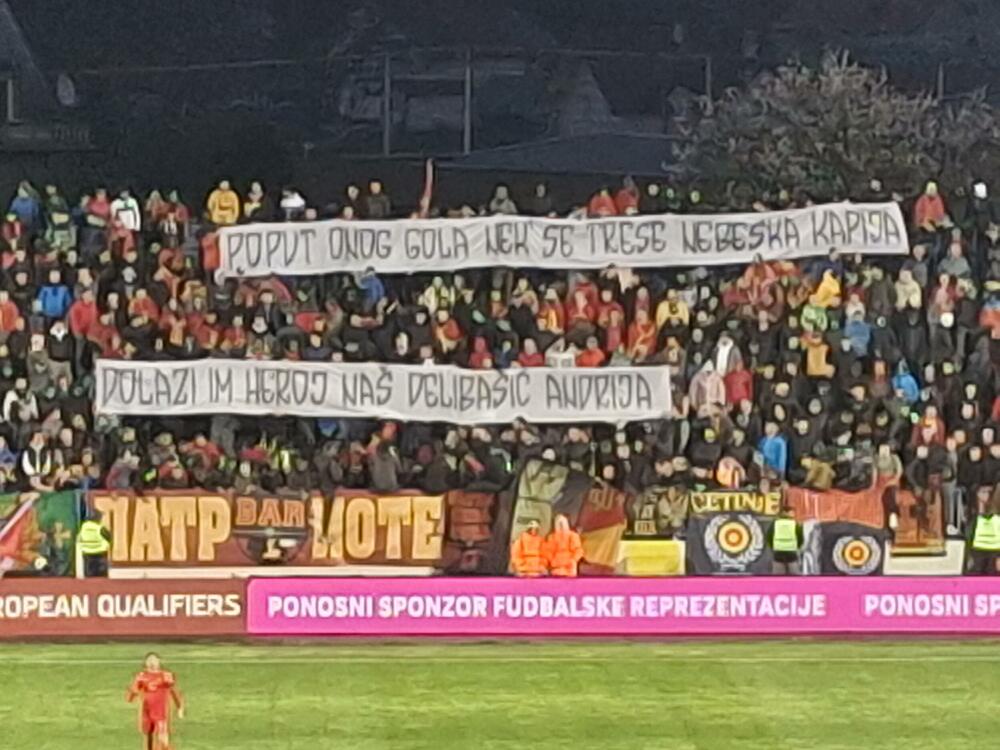 POPUT ONOG GOLA NEK SE TRESE NEBESKA KAPIJA
DOLAZI IM HEROJ NAŠ DELIBAŠIĆ ANDRIJA
BAR
CETINJE
ROPEAN QUALIFIERS
PONOSNI SPONZOR FUDBALSKE REPREZENTACIJE
PONOSNI SP